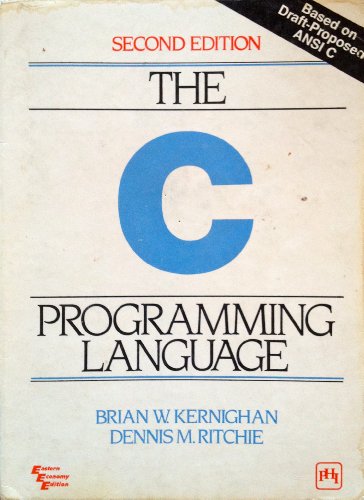 Based on
Draft-Proposed
ANSI C
SECOND EDITION
THE
C
PROGRAMMING
LANGUAGE
BRIAN W. KERNIGHAN
DENNIS M. RITCHIE
Eastern
Economy
Edition
PHI